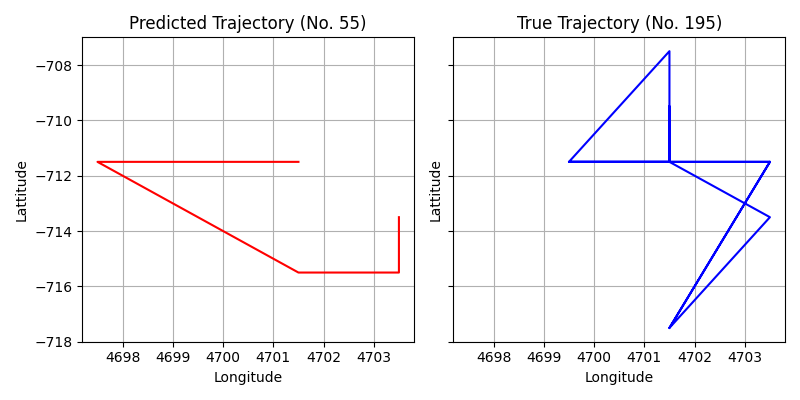 Predicted Trajectory (No. 55)
True Trajectory (No. 195)
−708
−710
−712
−714
−716
−718
Lattitude
Lattitude
4698 4699 4700 4701 4702 4703
4698 4699 4700 4701 4702 4703
Longitude
Longitude